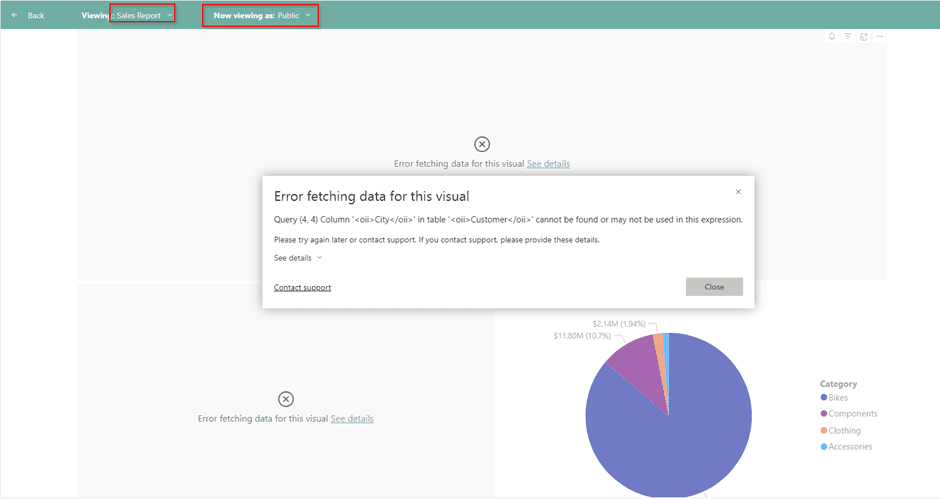 Back
Viewing: Sales Report
Now viewing as: Public
Error fetching data for this visual See details
Error fetching data for this visual
Query (4, 4) Column '<oii>City</oii>' in table '<oii>Customer</oii>' cannot be found or may not be used in this expression.
Please try again later or contact support. If you contact support, please provide these details.
See details
Contact support
Close
Error fetching data for this visual See details
$2.14M (1.94%)
$11.80M (10.7%)
Category
Bikes
Components
Clothing
Accessories